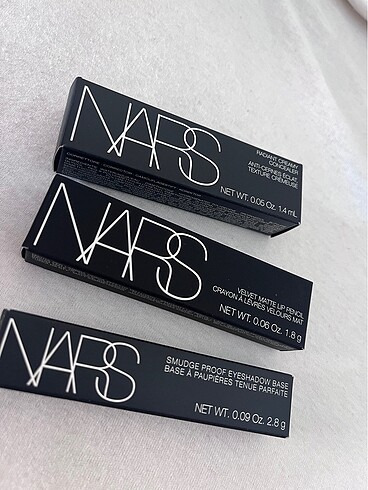 NARS
RADIANT CREAMY
CONCEALER
ANTI-CERNES ÉCLAT
TEXTURE CRÉMEUSE
NET WT. 0.05 Oz. 1.4 mL
NARS
VELVET MATTE LIP PENCIL
CRAYON À LÈVRES VELOURS MAT
NET WT. 0.06 Oz. 1.8 g
NARS
SMUDGE PROOF EYESHADOW BASE
BASE À PAUPIÈRES TENUE PARFAITE
NET WT. 0.09 OZ. 2.8 g